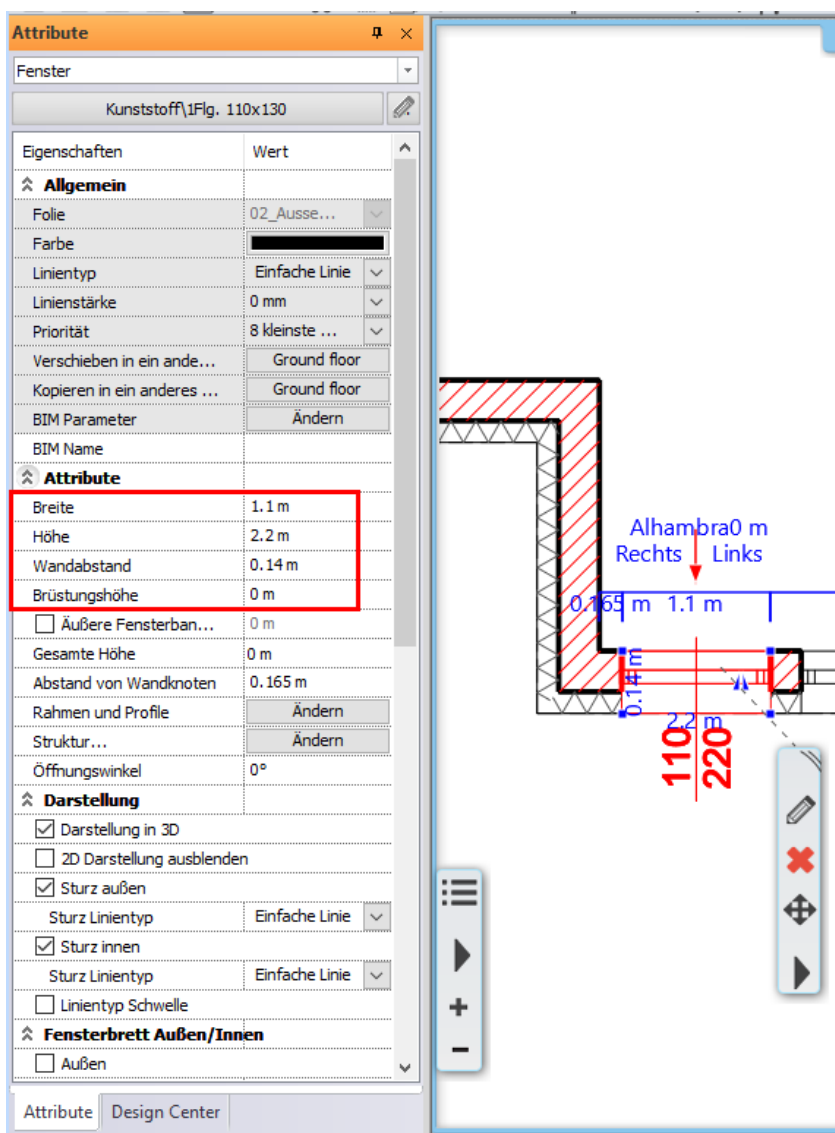 Attribute
Fenster
Kunststoff\1Flg. 110x130
Eigenschaften Wert
Allgemein
Folie 02_Ausse...
Farbe
Linientyp Einfache Linie
Linienstärke 0 mm
Priorität 8 kleinste ...
Verschieben in ein ande... Ground floor
Kopieren in ein anderes ... Ground floor
BIM Parameter Ändern
BIM Name
Attribute
Breite 1.1 m
Höhe 2.2 m
Wandabstand 0.14 m
Brüstungshöhe 0 m
Äußere Fensterban... 0 m
Gesamte Höhe 0 m
Abstand von Wandknoten 0.165 m
Rahmen und Profile Ändern
Struktur... Ändern
Öffnungswinkel 0°
Darstellung
Darstellung in 3D
2D Darstellung ausblenden
Sturz außen
Sturz Linientyp Einfache Linie
Sturz innen
Sturz Linientyp Einfache Linie
Linientyp Schwelle
Fensterbrett Außen/Innen
Außen
Attribute Design Center
Alhambra0 m
Rechts Links
0.165 m 1.1 m
0.14 m
2.2 m
110
220